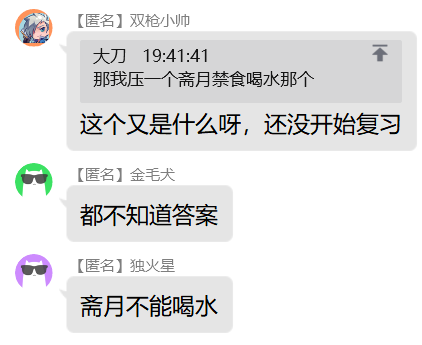 【匿名】双枪小帅
大刀 19:41:41
那我压一个斋月禁食喝水那个
这个又是什么呀，还没开始复习
【匿名】金毛犬
都不知道答案
【匿名】独火星
斋月不能喝水